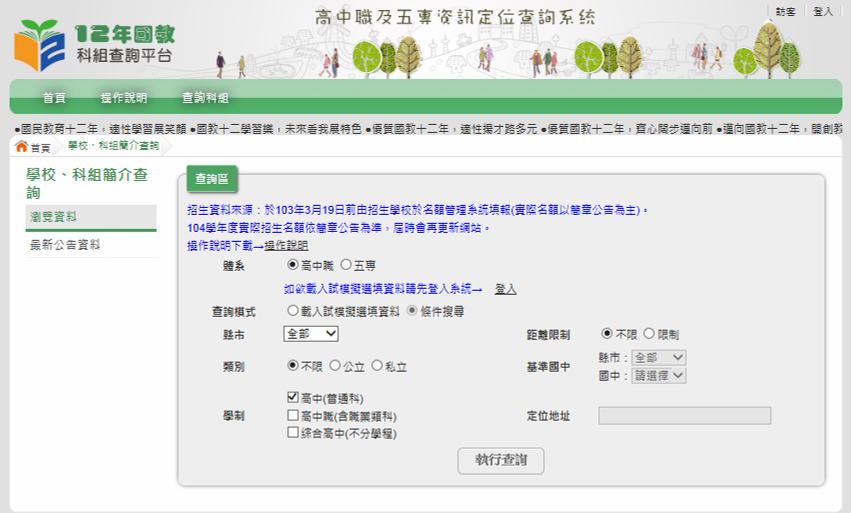 高中職及五專資訊定位查詢系統
訪客 登入
12年國教
科組查詢平台
首頁 操作說明 查詢科組
●國民教育十二年，適性學習展笑顏 ●國教十二學習樂，未來看我展特色 ●優質國教十二年，適性揚才路多元 ●優質國教十二年，齊心闊步邁向前 ●邁向國教十二年，開創教
首頁 學校、科組簡介查詢
學校、科組簡介查
詢
瀏覽資料
最新公告資料
查詢區
招生資料來源：於103年3月19日前由招生學校於名額管理系統填報(實際名額以簡章公告為主)。
104學年度實際招生名額依簡章公告為準，屆時會再更新網站。
操作說明下載→操作說明
體系 高中職 五專
如欲載入試模擬選填資料請先登入系統→ 登入
查詢模式 載入試模擬選填資料 條件搜尋
縣市 全部 距離限制 不限 限制
類別 不限 公立 私立 基準國中 縣市：全部
國中：請選擇
學制 高中(普通科)
高中職(含職業類科)
綜合高中(不分學程)
定位地址
執行查詢